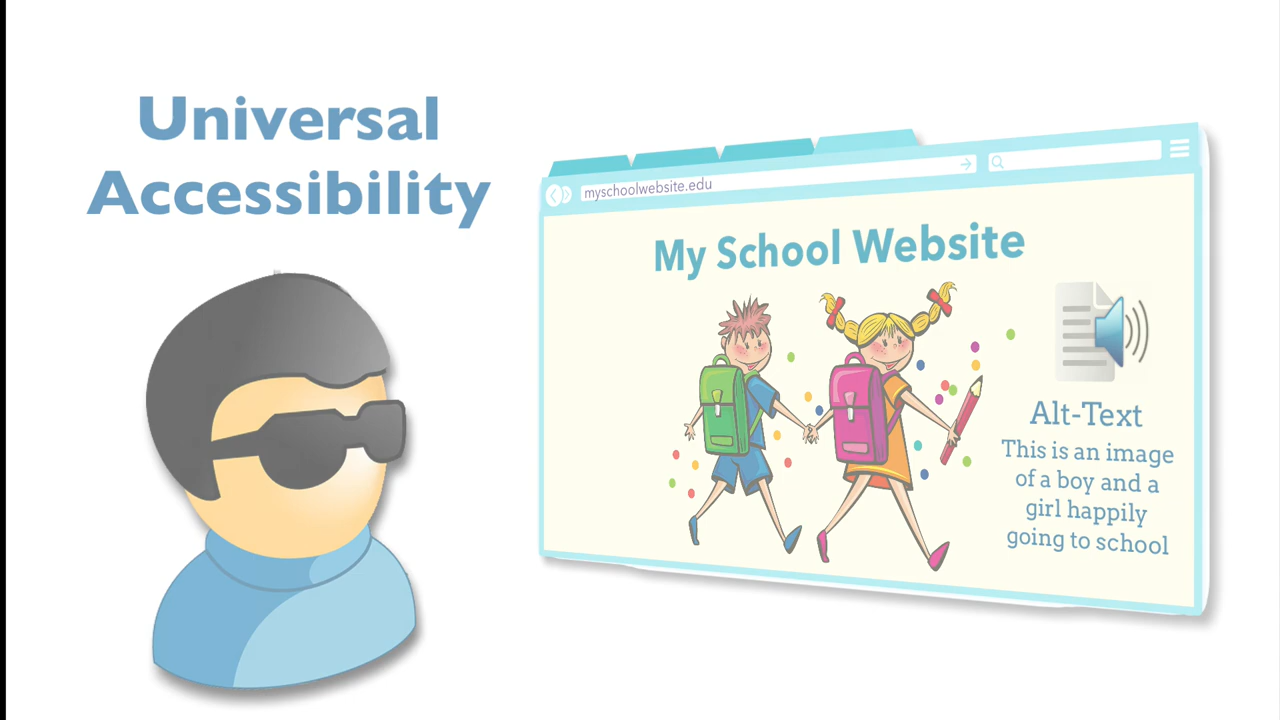 Universal
Accessibility
myschoolwebsite.edu
My School Website
Alt-Text
This is an image
of a boy and a
girl happily
going to school